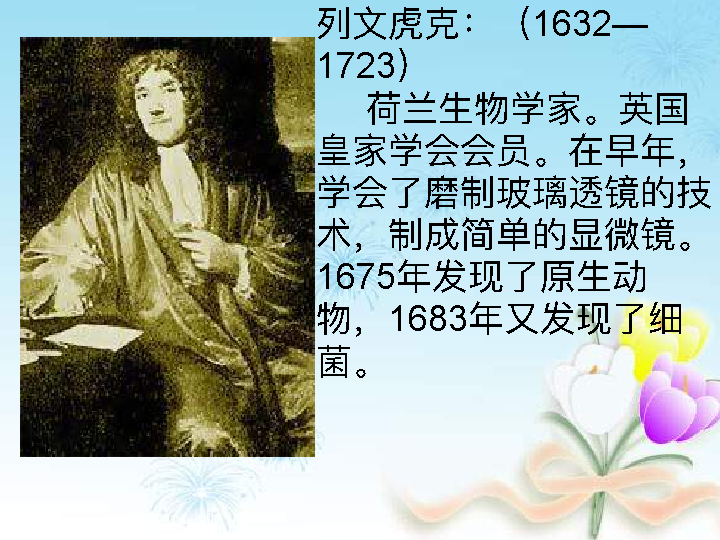 列文虎克：（1632—
1723）
荷兰生物学家。英国
皇家学会会员。在早年，
学会了磨制玻璃透镜的技
术，制成简单的显微镜。
1675年发现了原生动
物，1683年又发现了细
菌。